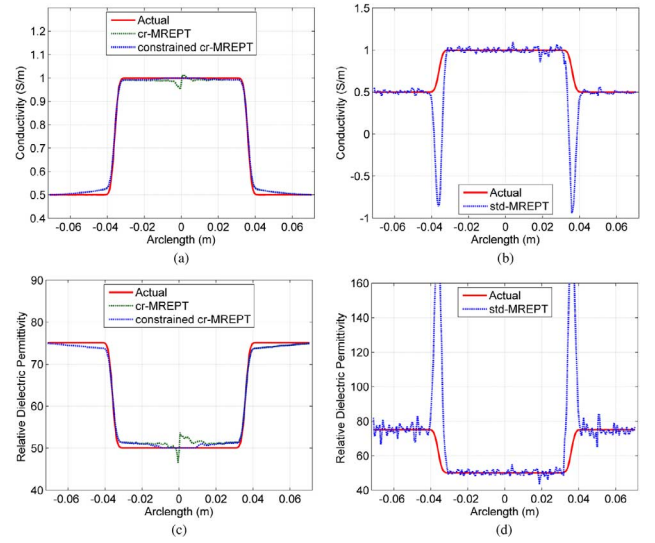 Actual
cr-MREPT
constrained cr-MREPT
Conductivity (S/m)
1.3
1.2
1.1
1
0.9
0.8
0.7
0.6
0.5
0.4
-0.06 -0.04 -0.02 0 0.02 0.04 0.06
Arclength (m)
(a)
Actual
std-MREPT
Conductivity (S/m)
1.5
1
0.5
0
-0.5
-1
-0.06 -0.04 -0.02 0 0.02 0.04 0.06
Arclength (m)
(b)
Actual
cr-MREPT
constrained cr-MREPT
Relative Dielectric Permittivity
90
80
70
60
50
40
-0.06 -0.04 -0.02 0 0.02 0.04 0.06
Arclength (m)
(c)
Actual
std-MREPT
Relative Dielectric Permittivity
160
140
120
100
80
60
40
-0.06 -0.04 -0.02 0 0.02 0.04 0.06
Arclength (m)
(d)